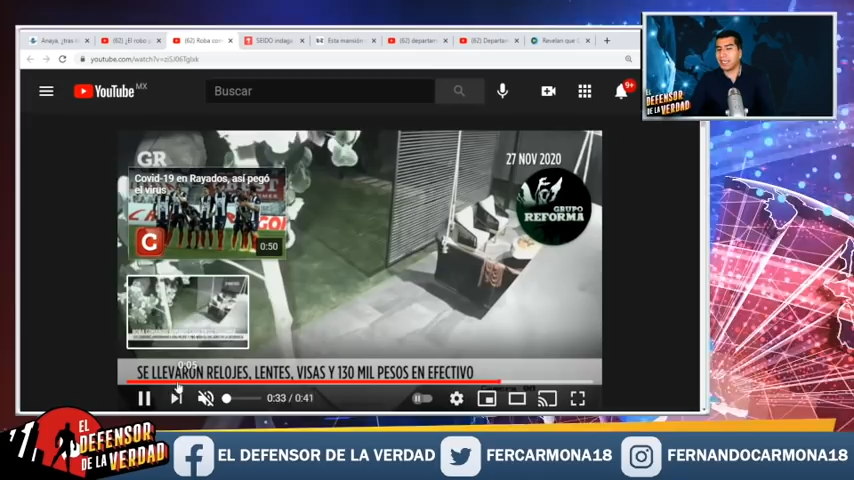 Anaya, ¿tras r
(62) ¿El robo c
(62) Roba com
SEIDO indaga
Esta mansión d
(62) departam
(62) Departam
Revelan que l
youtube.com/watch?v=ziSJ06TgIxk
YouTube MX
Buscar
9+
GR
Covid-19 en Rayados, así pegó
el virus
0:50
27 NOV 2020
GRUPO
REFORMA
0:05
SE LLEVARON RELOJES, LENTES, VISAS Y 130 MIL PESOS EN EFECTIVO
0:33 / 0:41
EL
DEFENSOR
DE LA VERDAD
#1
EL
DEFENSOR
DE LA VERDAD
EL DEFENSOR DE LA VERDAD
FERCARMONA18
FERNANDOCARMONA18